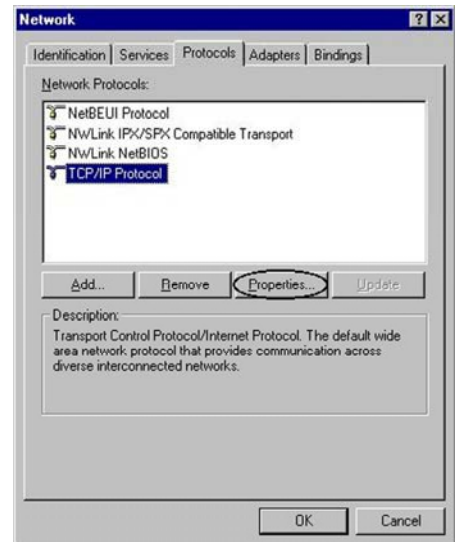 Network
Identification Services Protocols Adapters Bindings
Network Protocols:
NetBEUI Protocol
NWLink IPX/SPX Compatible Transport
NWLink NetBIOS
TCP/IP Protocol
Add... Remove Properties... Update
Description:
Transport Control Protocol/Internet Protocol. The default wide
area network protocol that provides communication across
diverse interconnected networks.
OK Cancel